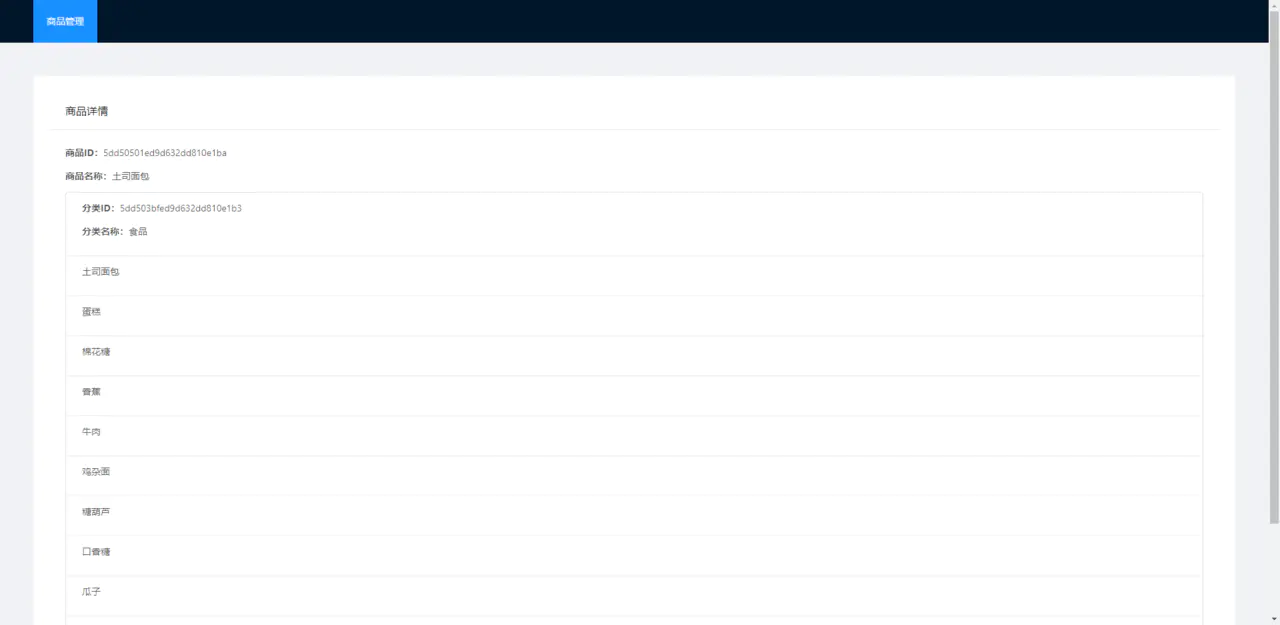 商品管理
商品详情
商品ID：5dd50501ed9d632dd810e1ba
商品名称：土司面包
分类ID：5dd503bfed9d632dd810e1b3
分类名称：食品
土司面包
蛋糕
棉花糖
香蕉
牛肉
鸡杂面
糖葫芦
口香糖
瓜子